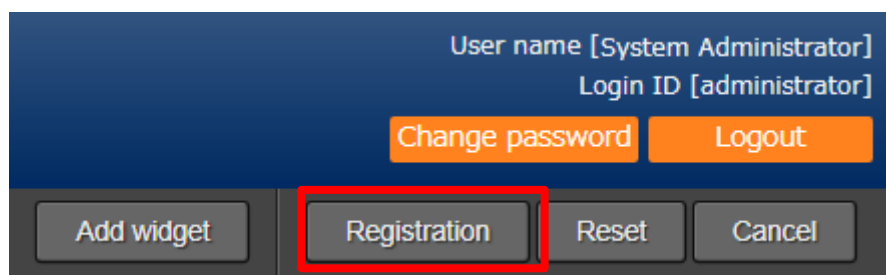 User name [System Administrator]
Login ID [administrator]
Change password Logout
Add widget Registration Reset Cancel